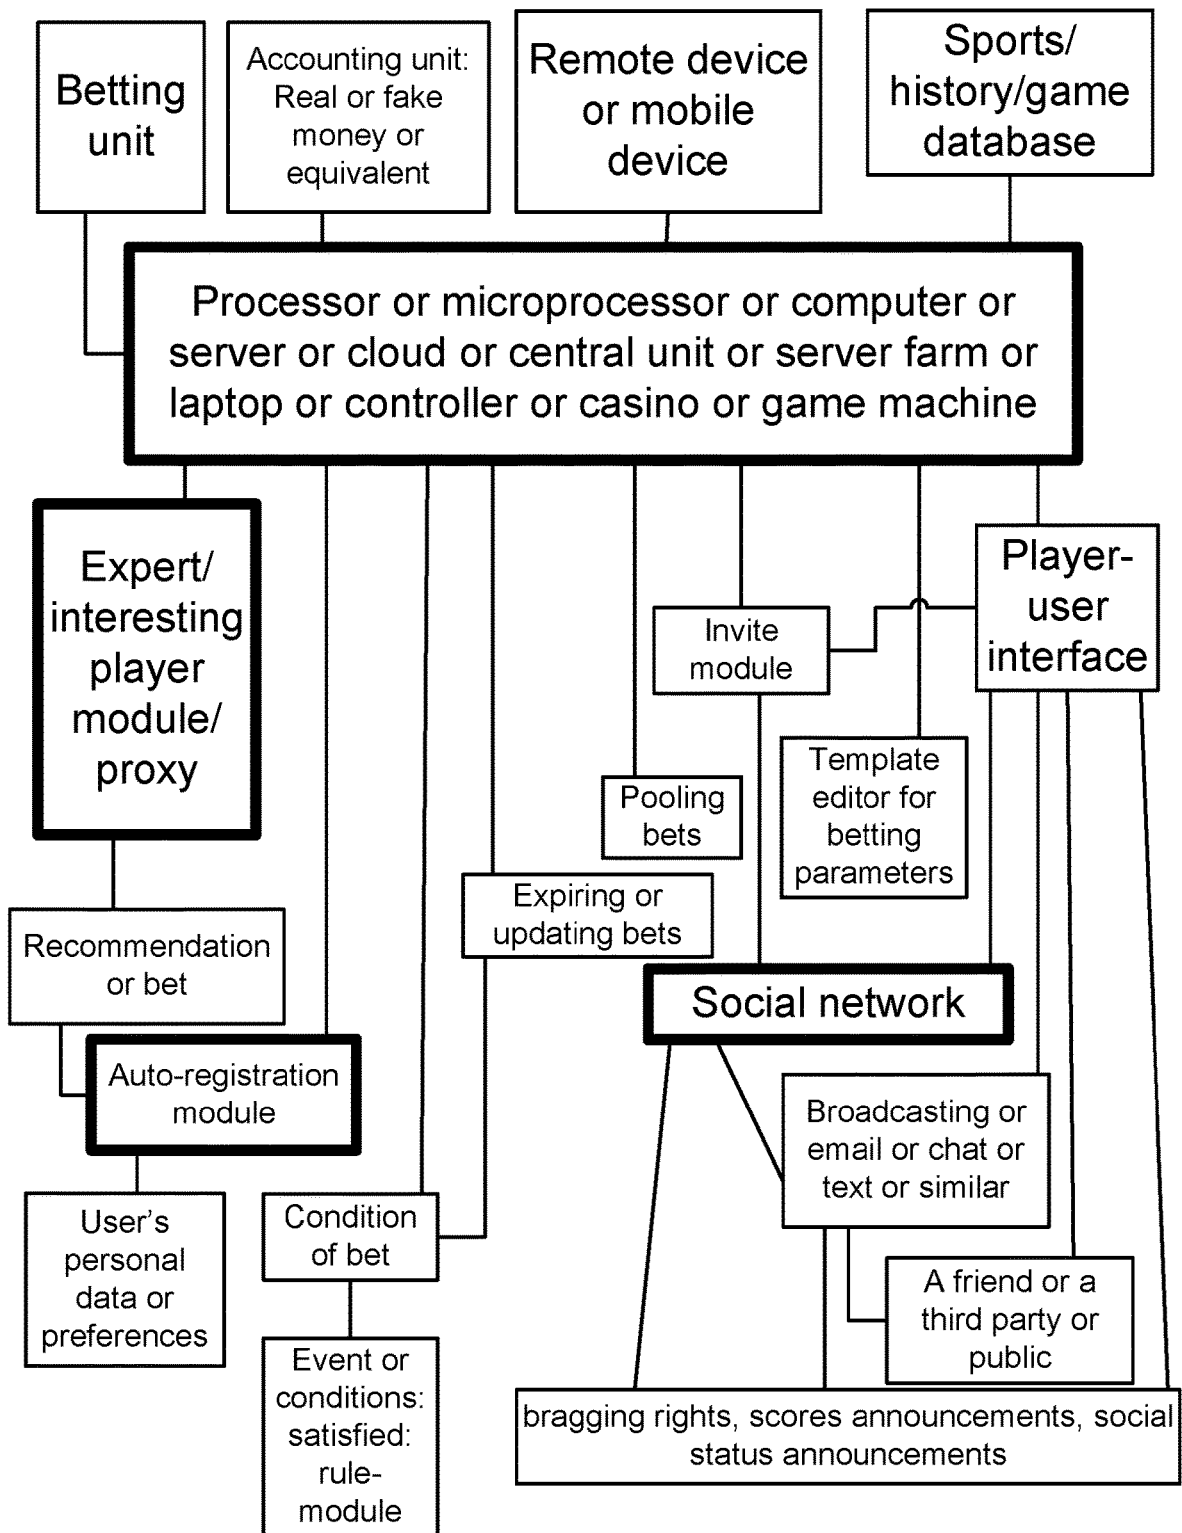 Betting
unit
Accounting unit:
Real or fake
money or
equivalent
Remote device
or mobile
device
Sports/
history/game
database
Processor or microprocessor or computer or
server or cloud or central unit or server farm or
laptop or controller or casino or game machine
Expert/
interesting
player
module/
proxy
Player-
user
interface
Invite
module
Template
editor for
betting
parameters
Pooling
bets
Expiring or
updating bets
Recommendation
or bet
Social network
Auto-registration
module
Broadcasting or
email or chat or
text or similar
User's
personal
data or
preferences
Condition
of bet
A friend or a
third party or
public
Event or
conditions:
satisfied:
rule-
module
bragging rights, scores announcements, social
status announcements